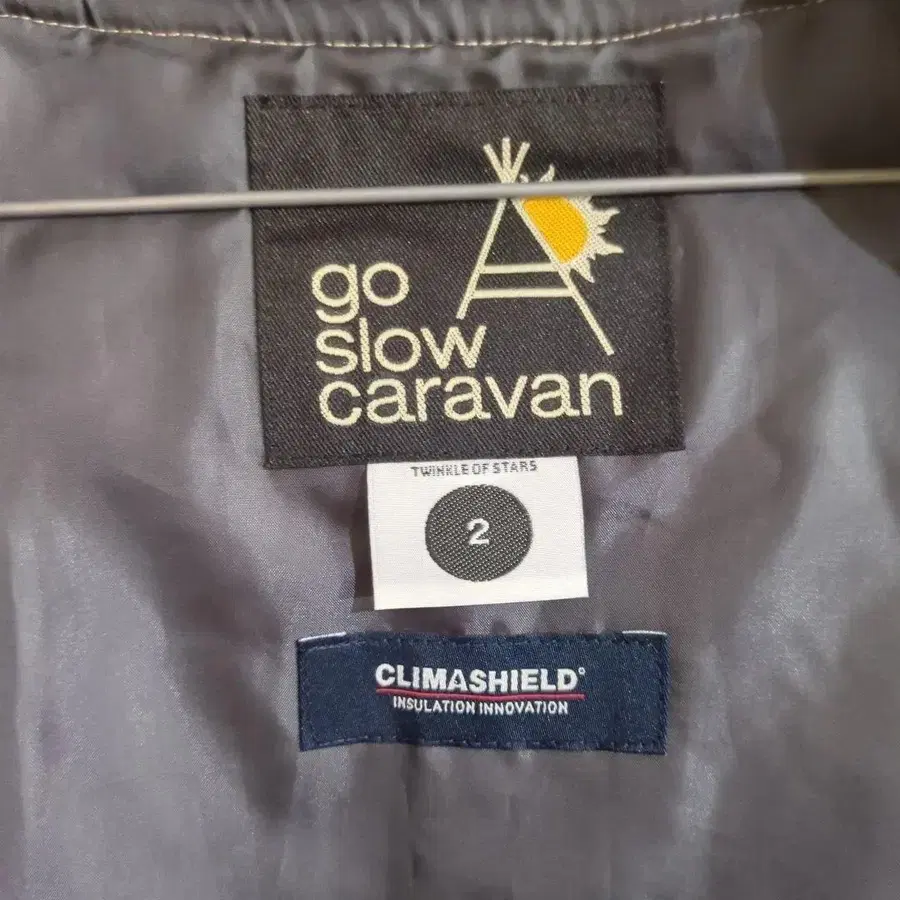 go
slow
caravan
TWINKLE OF STARS
2
CLIMASHIELD®
INSULATION INNOVATION